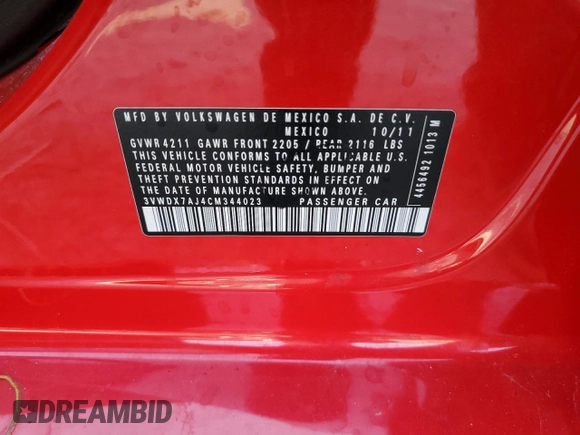 MFD BY VOLKSWAGEN DE MEXICO S.A. DE C.V.
MEXICO 10/11
GVWR 4211 GAWR FRONT 2205 / REAR 2116 LBS
THIS VEHICLE CONFORMS TO ALL APPLICABLE U.S.
FEDERAL MOTOR VEHICLE SAFETY, BUMPER AND
THEFT PREVENTION STANDARDS IN EFFECT ON
THE DATE OF MANUFACTURE SHOWN ABOVE.
3VWDX7AJ4CM344023 PASSENGER CAR
4456492 1013 M
DREAMBID